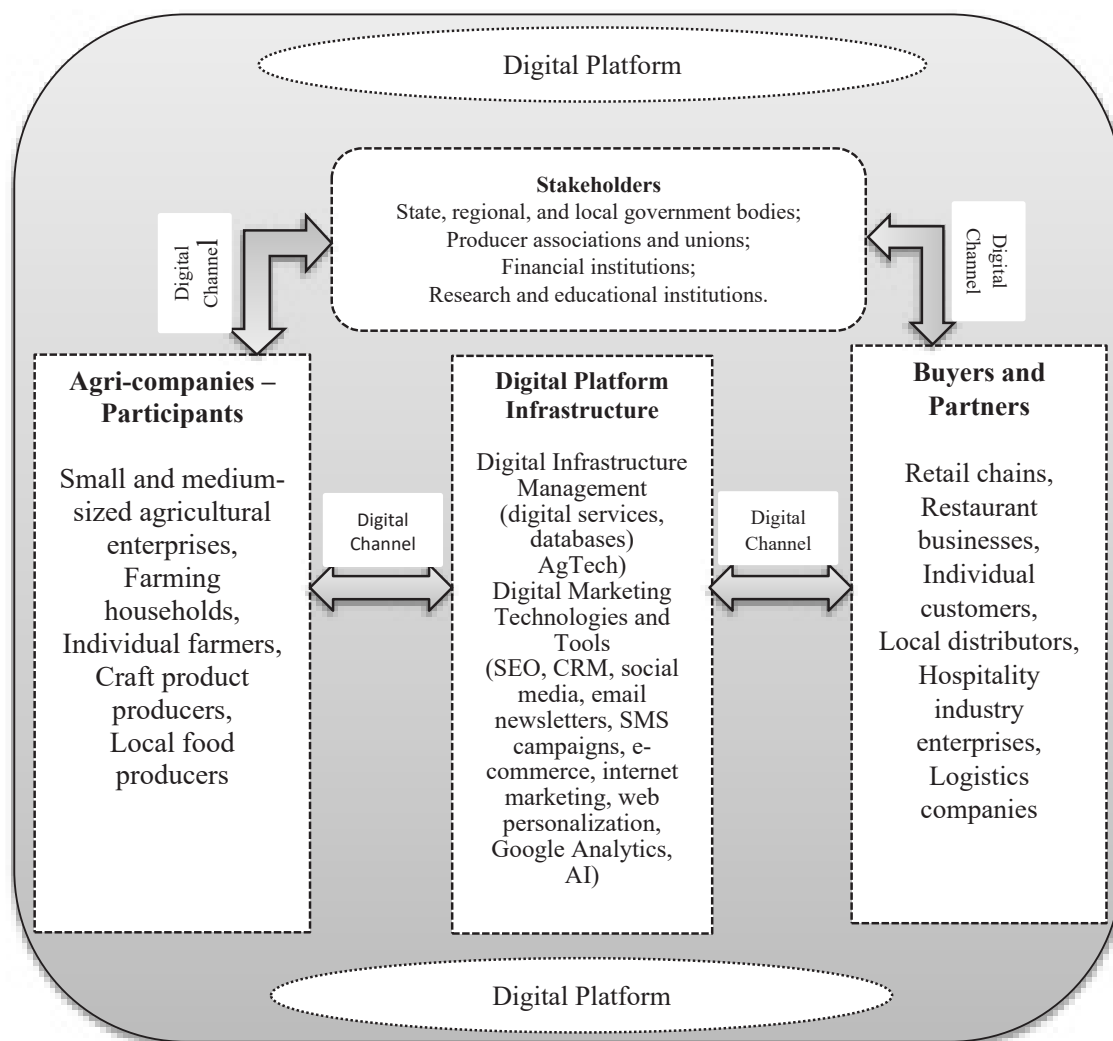 Digital Platform
Stakeholders
State, regional, and local government bodies;
Producer associations and unions;
Financial institutions;
Research and educational institutions.
Digital
Channel
Digital
Channel
Agri-companies –
Participants
Small and medium-
sized agricultural
enterprises,
Farming
households,
Individual farmers,
Craft product
producers,
Local food
producers
Digital
Channel
Digital Platform
Infrastructure
Digital Infrastructure
Management
(digital services,
databases)
AgTech)
Digital Marketing
Technologies and
Tools
(SEO, CRM, social
media, email
newsletters, SMS
campaigns, e-
commerce, internet
marketing, web
personalization,
Google Analytics,
AI)
Digital
Channel
Buyers and
Partners
Retail chains,
Restaurant
businesses,
Individual
customers,
Local distributors,
Hospitality
industry
enterprises,
Logistics
companies
Digital Platform